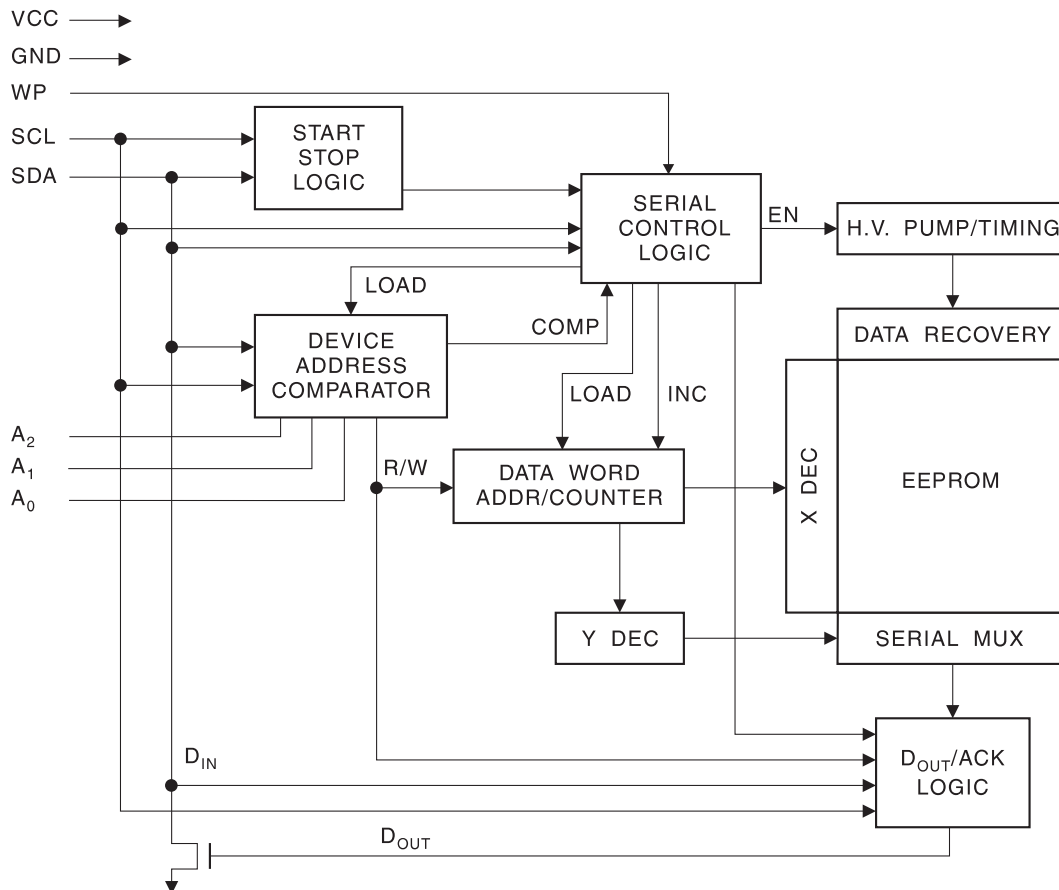 VCC
GND
WP
SCL
SDA
START
STOP
LOGIC
SERIAL
CONTROL
LOGIC
EN
H.V. PUMP/TIMING
LOAD
COMP
DEVICE
ADDRESS
COMPARATOR
DATA RECOVERY
LOAD
INC
A2
A1
A0
R/W
DATA WORD
ADDR/COUNTER
X DEC
EEPROM
Y DEC
SERIAL MUX
DIN
DOUT/ACK
LOGIC
DOUT